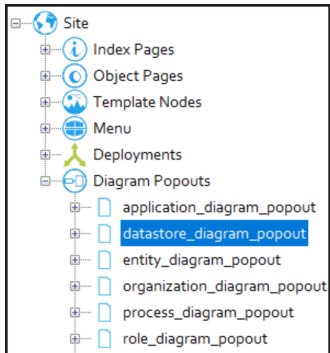 Site
Index Pages
Object Pages
Template Nodes
Menu
Deployments
Diagram Popouts
application_diagram_popout
datastore_diagram_popout
entity_diagram_popout
organization_diagram_popout
process_diagram_popout
role_diagram_popout